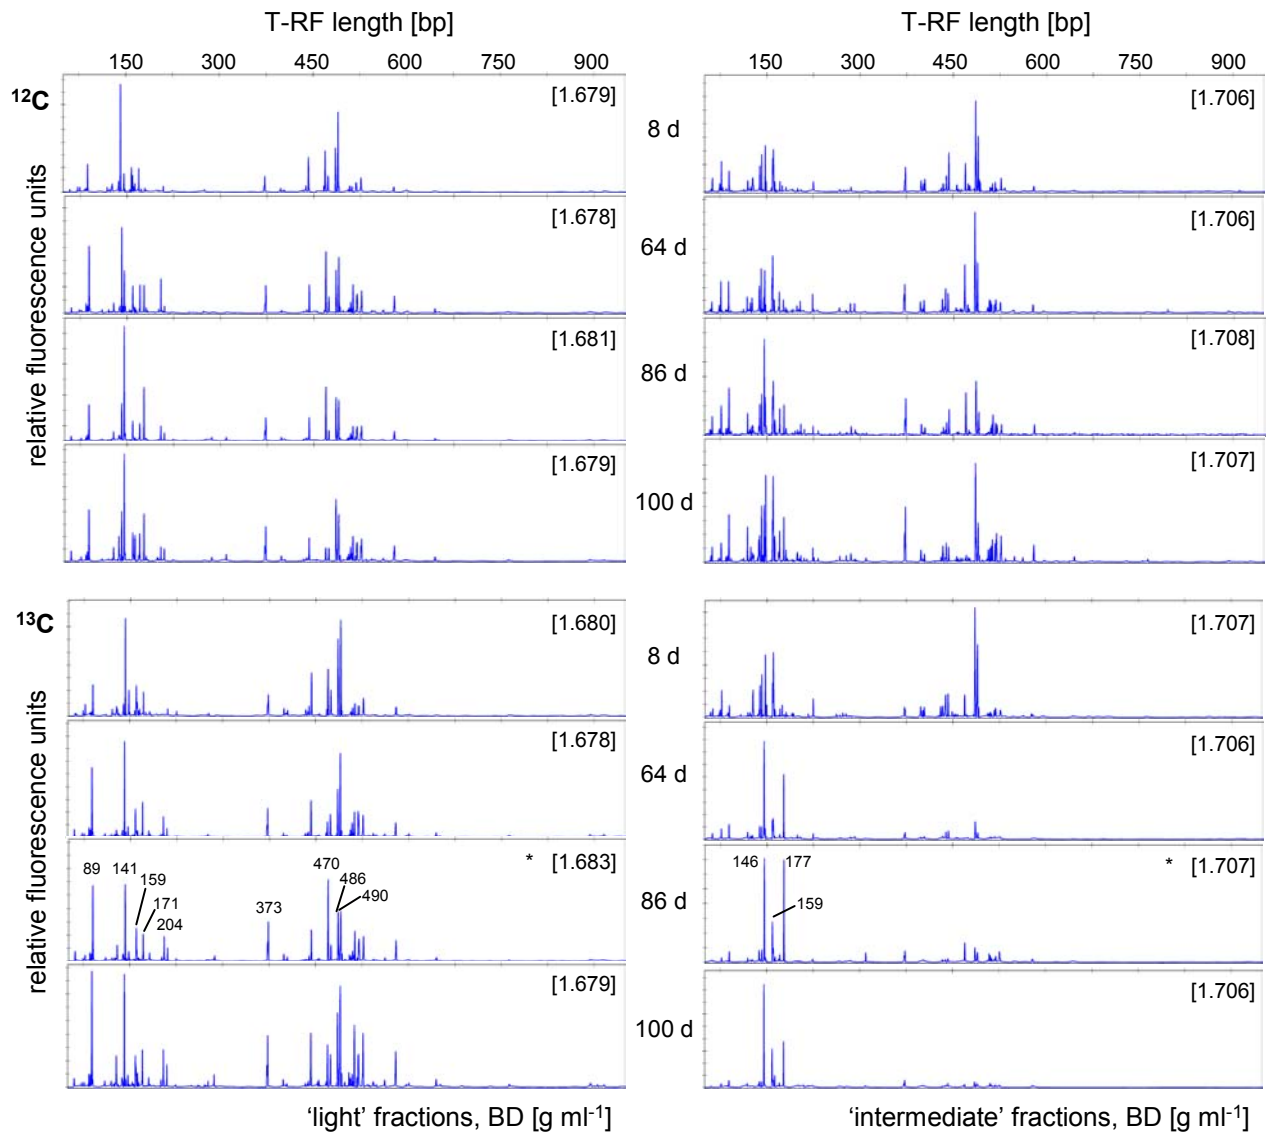 T-RF length [bp] T-RF length [bp]
150 300 450 600 750 900 150 300 450 600 750 900
¹²C [1.679] 8 d [1.706]
[1.678] 64 d [1.706]
[1.681] 86 d [1.708]
[1.679] 100 d [1.707]
relative fluorescence units
¹³C [1.680] 8 d [1.707]
[1.678] 64 d [1.706]
89 141 159 171 204 373 470 486 490 * [1.683] 86 d 146 177 159 * [1.707]
[1.679] 100 d [1.706]
relative fluorescence units
‘light’ fractions, BD [g ml⁻¹] ‘intermediate’ fractions, BD [g ml⁻¹]